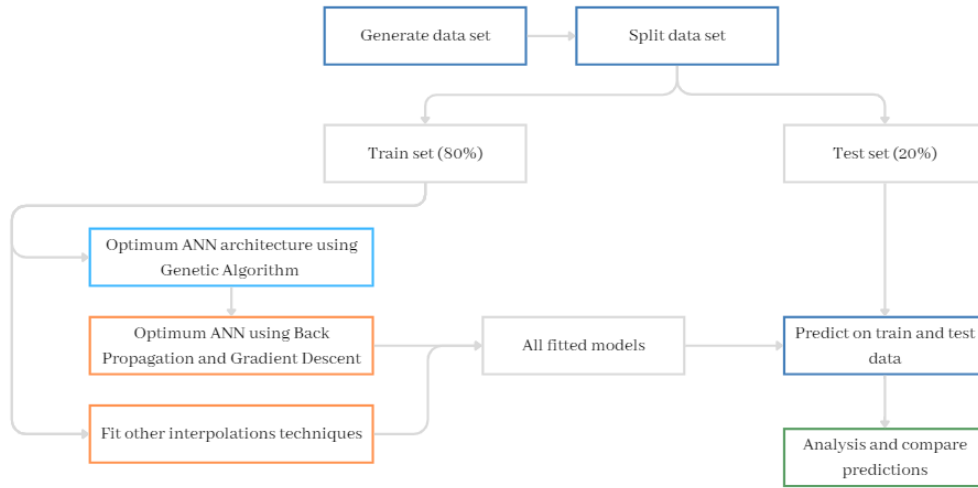 Generate data set
Split data set
Train set (80%)
Test set (20%)
Optimum ANN architecture using
Genetic Algorithm
Optimum ANN using Back
Propagation and Gradient Descent
All fitted models
Predict on train and test
data
Fit other interpolations techniques
Analysis and compare
predictions